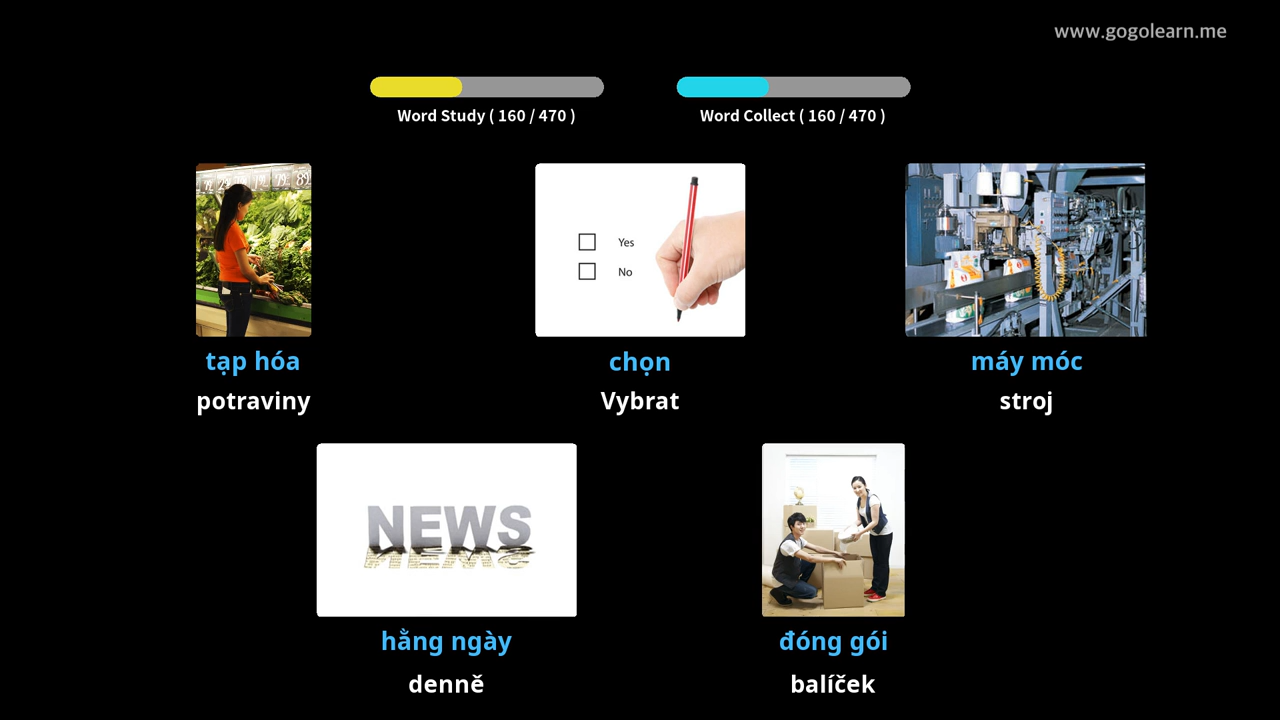 www.gogolearn.me
Word Study ( 160 / 470 )
Word Collect ( 160 / 470 )
Yes
No
tạp hóa
chọn
máy móc
potraviny
Vybrat
stroj
NEWS
hằng ngày
đóng gói
denně
balíček